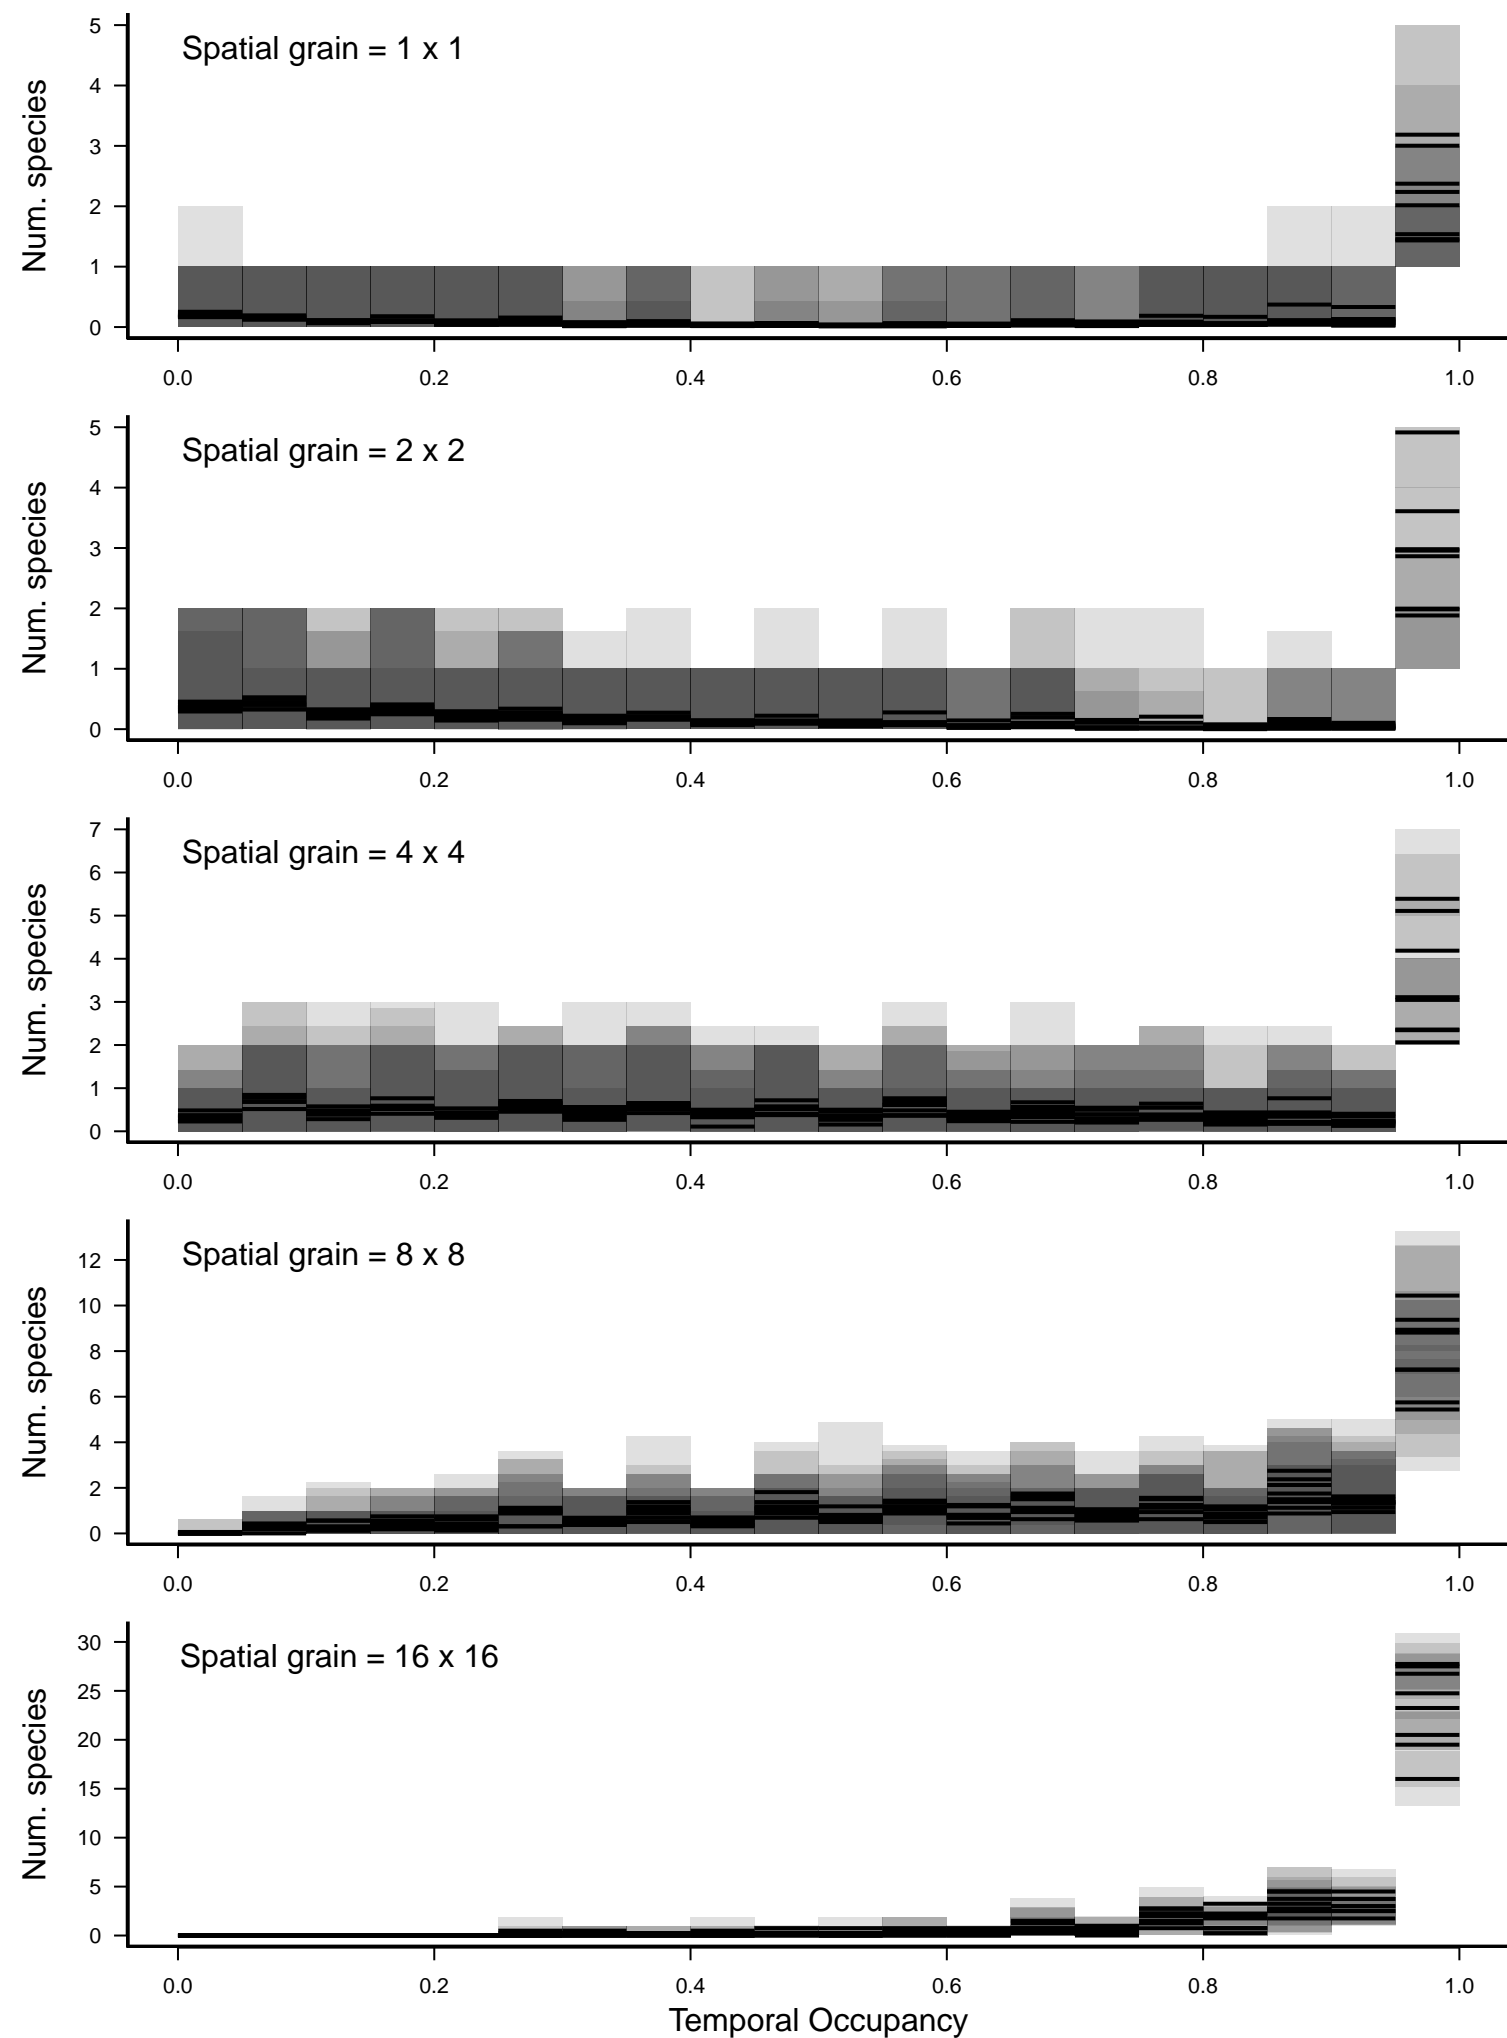 Spatial grain = 1 x 1
Num. species
5
4
3
2
1
0
0.0 0.2 0.4 0.6 0.8 1.0
Spatial grain = 2 x 2
Num. species
5
4
3
2
1
0
0.0 0.2 0.4 0.6 0.8 1.0
Spatial grain = 4 x 4
Num. species
7
6
5
4
3
2
1
0
0.0 0.2 0.4 0.6 0.8 1.0
Spatial grain = 8 x 8
Num. species
12
10
8
6
4
2
0
0.0 0.2 0.4 0.6 0.8 1.0
Spatial grain = 16 x 16
Num. species
30
25
20
15
10
5
0
0.0 0.2 0.4 0.6 0.8 1.0
Temporal Occupancy